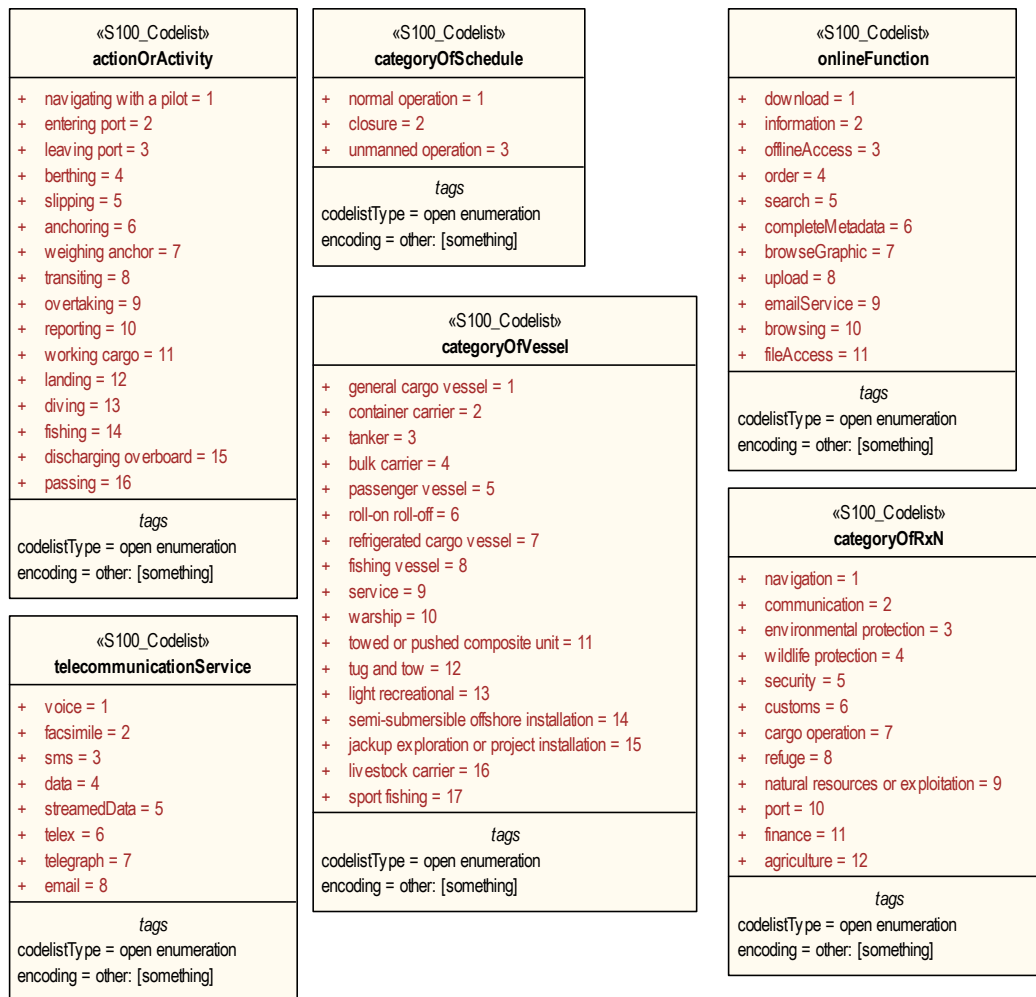 «S100_Codelist»
actionOrActivity
+ navigating with a pilot = 1
+ entering port = 2
+ leaving port = 3
+ berthing = 4
+ slipping = 5
+ anchoring = 6
+ weighing anchor = 7
+ transiting = 8
+ overtaking = 9
+ reporting = 10
+ working cargo = 11
+ landing = 12
+ diving = 13
+ fishing = 14
+ discharging overboard = 15
+ passing = 16
tags
codelistType = open enumeration
encoding = other: [something]
«S100_Codelist»
telecommunicationService
+ voice = 1
+ facsimile = 2
+ sms = 3
+ data = 4
+ streamedData = 5
+ telex = 6
+ telegraph = 7
+ email = 8
tags
codelistType = open enumeration
encoding = other: [something]
«S100_Codelist»
categoryOfSchedule
+ normal operation = 1
+ closure = 2
+ unmanned operation = 3
tags
codelistType = open enumeration
encoding = other: [something]
«S100_Codelist»
categoryOfVessel
+ general cargo vessel = 1
+ container carrier = 2
+ tanker = 3
+ bulk carrier = 4
+ passenger vessel = 5
+ roll-on roll-off = 6
+ refrigerated cargo vessel = 7
+ fishing vessel = 8
+ service = 9
+ warship = 10
+ towed or pushed composite unit = 11
+ tug and tow = 12
+ light recreational = 13
+ semi-submersible offshore installation = 14
+ jackup exploration or project installation = 15
+ livestock carrier = 16
+ sport fishing = 17
tags
codelistType = open enumeration
encoding = other: [something]
«S100_Codelist»
onlineFunction
+ download = 1
+ information = 2
+ offlineAccess = 3
+ order = 4
+ search = 5
+ completeMetadata = 6
+ browseGraphic = 7
+ upload = 8
+ emailService = 9
+ browsing = 10
+ fileAccess = 11
tags
codelistType = open enumeration
encoding = other: [something]
«S100_Codelist»
categoryOfRxN
+ navigation = 1
+ communication = 2
+ environmental protection = 3
+ wildlife protection = 4
+ security = 5
+ customs = 6
+ cargo operation = 7
+ refuge = 8
+ natural resources or exploitation = 9
+ port = 10
+ finance = 11
+ agriculture = 12
tags
codelistType = open enumeration
encoding = other: [something]